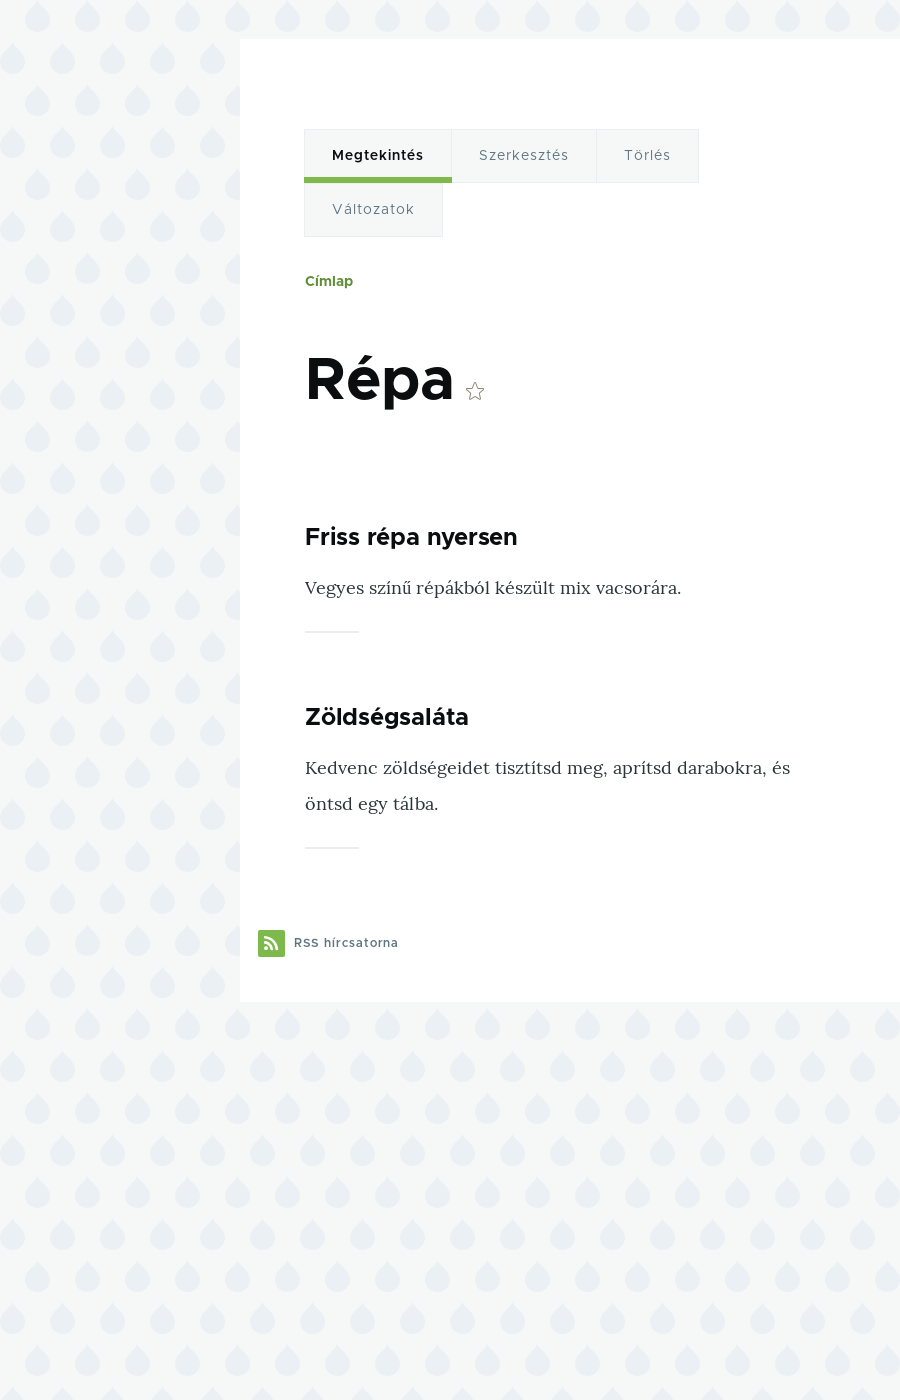 Megtekintés Szerkesztés Törlés
Változatok
Címlap
Répa
Friss répa nyersen
Vegyes színű répákból készült mix vacsorára.
Zöldségsaláta
Kedvenc zöldségeidet tisztítsd meg, aprítsd darabokra, és
öntsd egy tálba.
RSS hírcsatorna